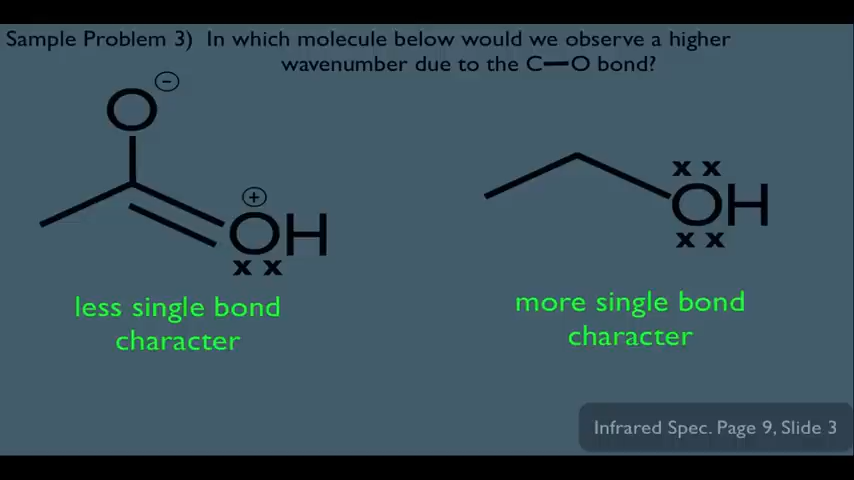 Sample Problem 3) In which molecule below would we observe a higher
wavenumber due to the C—O bond?
O
−
+
OH
x x
x x
OH
x x
less single bond
character
more single bond
character
Infrared Spec. Page 9, Slide 3